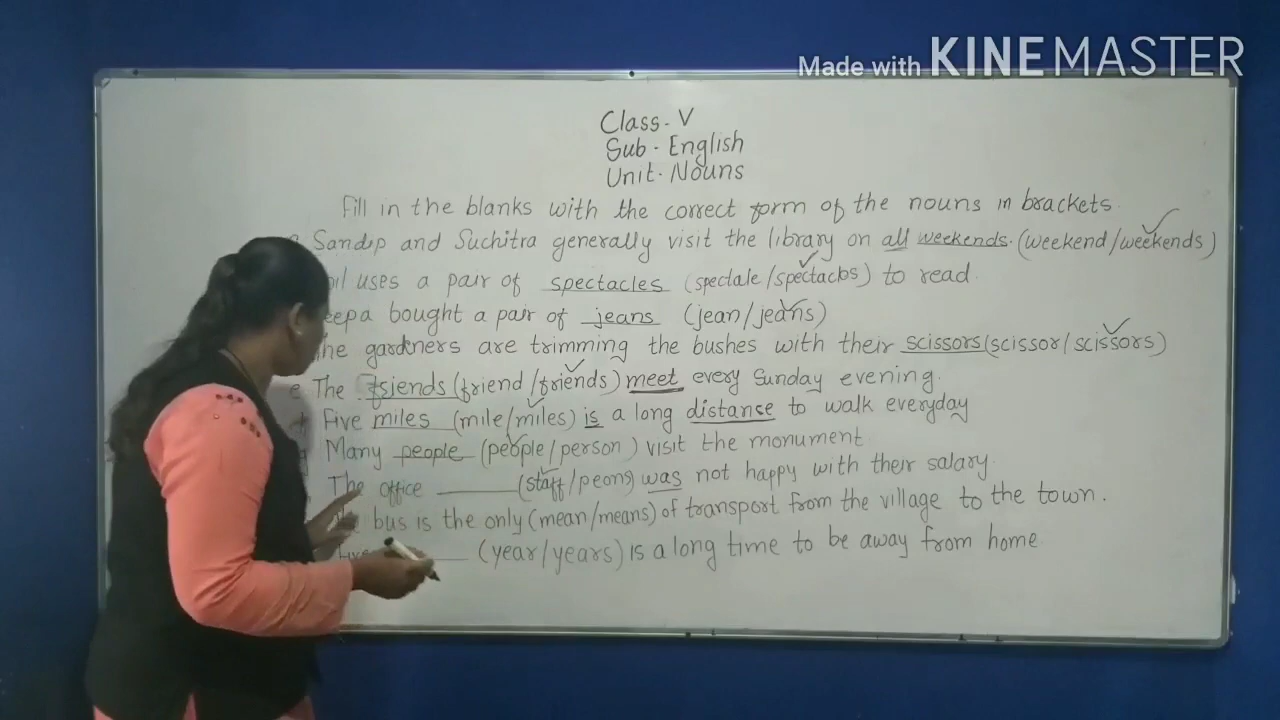 Made with KINEMASTER
Class- V
Sub - English
Unit- Nouns
Fill in the blanks with the correct form of the nouns in brackets.
Sandip and Suchitra generally visit the library on all weekends. (weekend/weekends)
uses a pair of spectacles (spectale/spectacles) to read.
eepa bought a pair of jeans (jean/jeans)
The gardners are trimming the bushes with their scissors (scissor/scissors)
e The friends (friend/friends) meet every Sunday evening.
Five miles (mile/miles) is a long distance to walk everyday
Many people (people/person) visit the monument
The office ______ (staff/peons) was not happy with their salary.
bus is the only (mean/means) of transport from the village to the town.
Five ______ (year/years) is a long time to be away from home